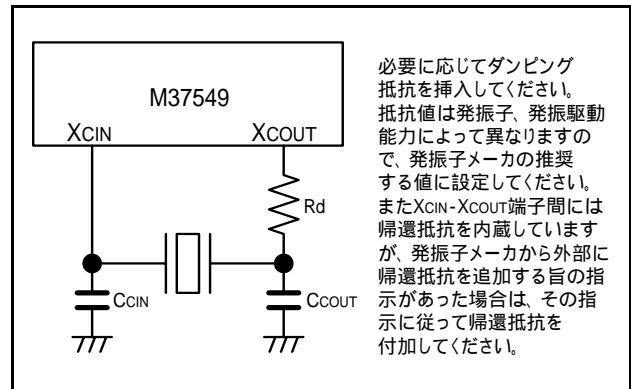 M37549
XCIN
XCOUT
Rd
CCIN
CCOUT
必要に応じてダンピング
抵抗を挿入してください。
抵抗値は発振子、発振駆動
能力によって異なりますの
で、発振子メーカの推奨
する値に設定してください。
またXCIN-XCOUT端子間には
帰還抵抗を内蔵しています
が、発振子メーカから外部に
帰還抵抗を追加する旨の指
示があった場合は、その指
示に従って帰還抵抗を
付加してください。